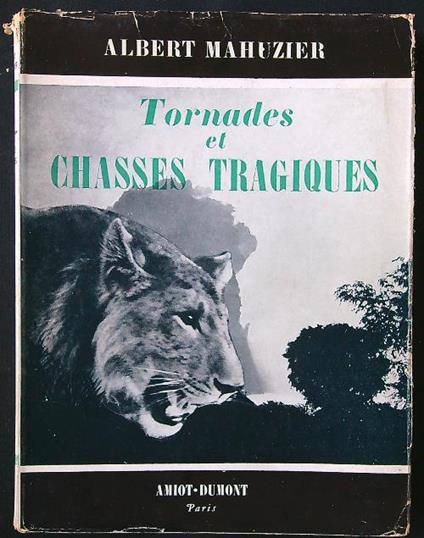 ALBERT MAHUZIER
Tornades
et
CHASSES TRAGIQUES
AMIOT-DUMONT
Paris